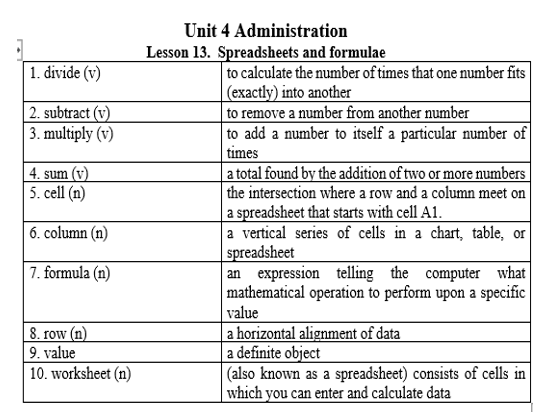 Unit 4 Administration
Lesson 13. Spreadsheets and formulae
1. divide (v)
to calculate the number of times that one number fits
(exactly) into another
2. subtract (v)
to remove a number from another number
3. multiply (v)
to add a number to itself a particular number of
times
4. sum (v)
a total found by the addition of two or more numbers
5. cell (n)
the intersection where a row and a column meet on
a spreadsheet that starts with cell A1.
6. column (n)
a vertical series of cells in a chart, table, or
spreadsheet
7. formula (n)
an expression telling the computer what
mathematical operation to perform upon a specific
value
8. row (n)
a horizontal alignment of data
9. value
a definite object
10. worksheet (n)
(also known as a spreadsheet) consists of cells in
which you can enter and calculate data